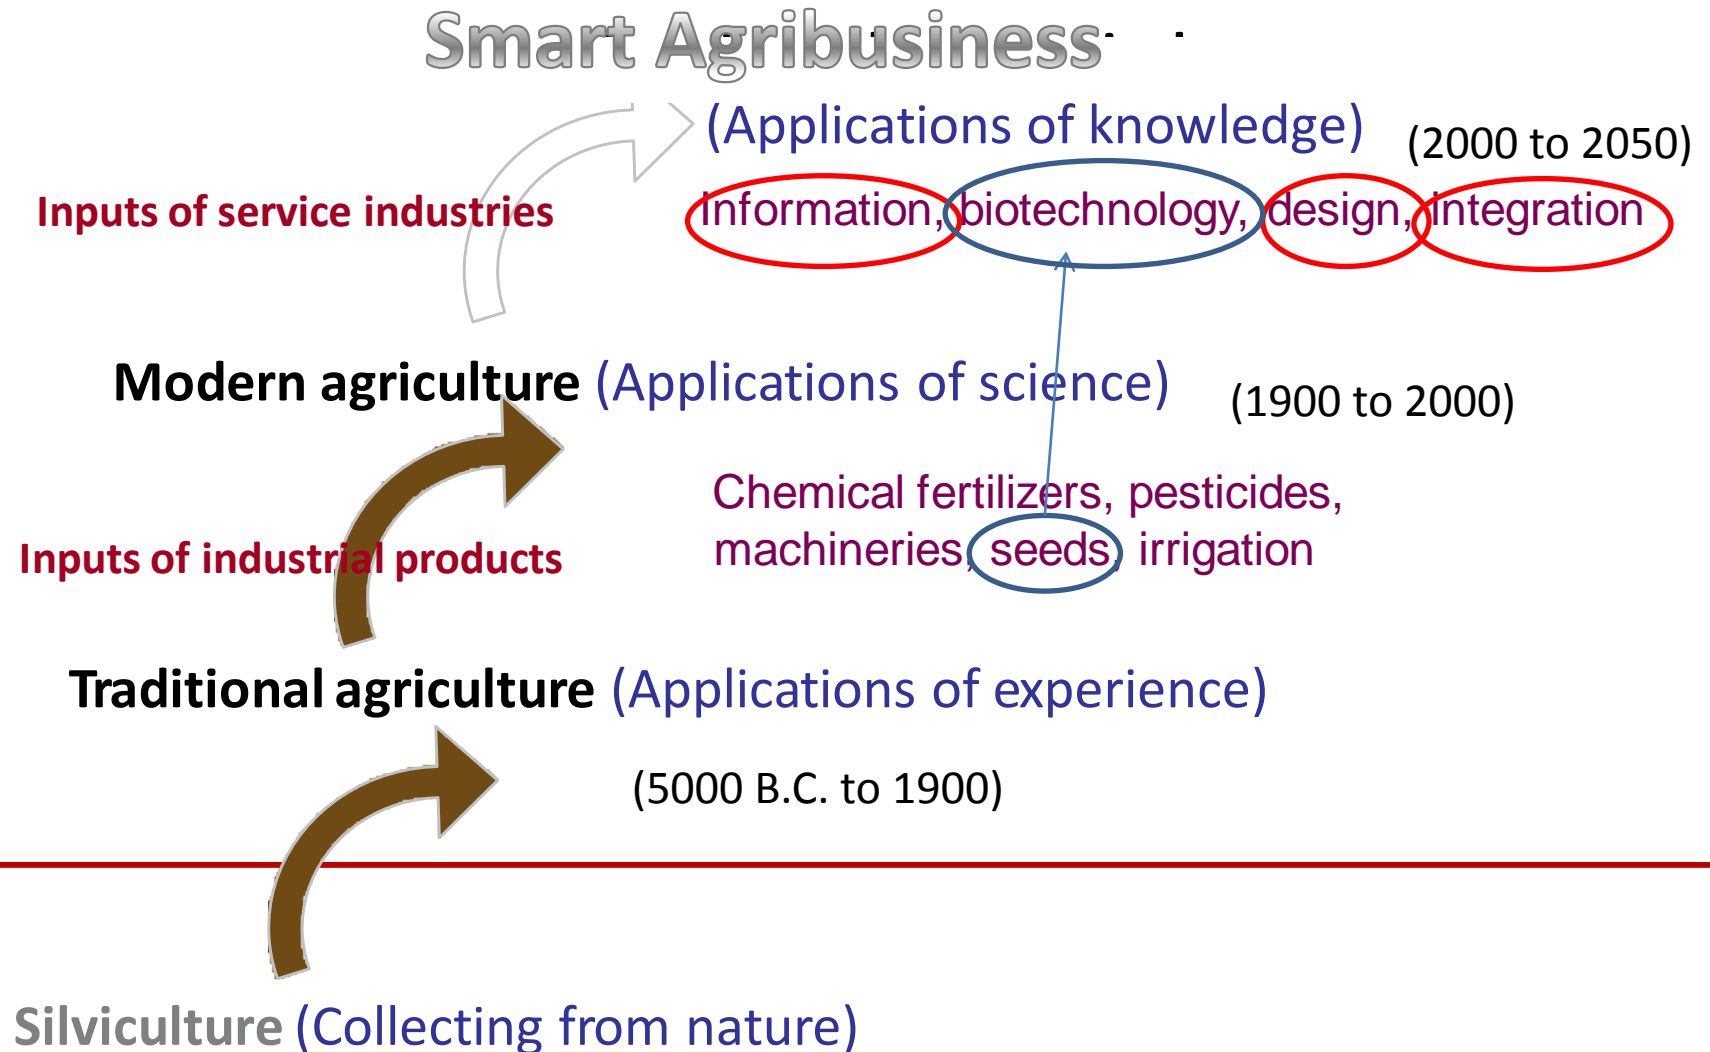 Smart Agribusiness
(Applications of knowledge) (2000 to 2050)
Inputs of service industries
Information, biotechnology, design, integration
Modern agriculture (Applications of science) (1900 to 2000)
Chemical fertilizers, pesticides,
machineries, seeds, irrigation
Inputs of industrial products
Traditional agriculture (Applications of experience)
(5000 B.C. to 1900)
Silviculture (Collecting from nature)